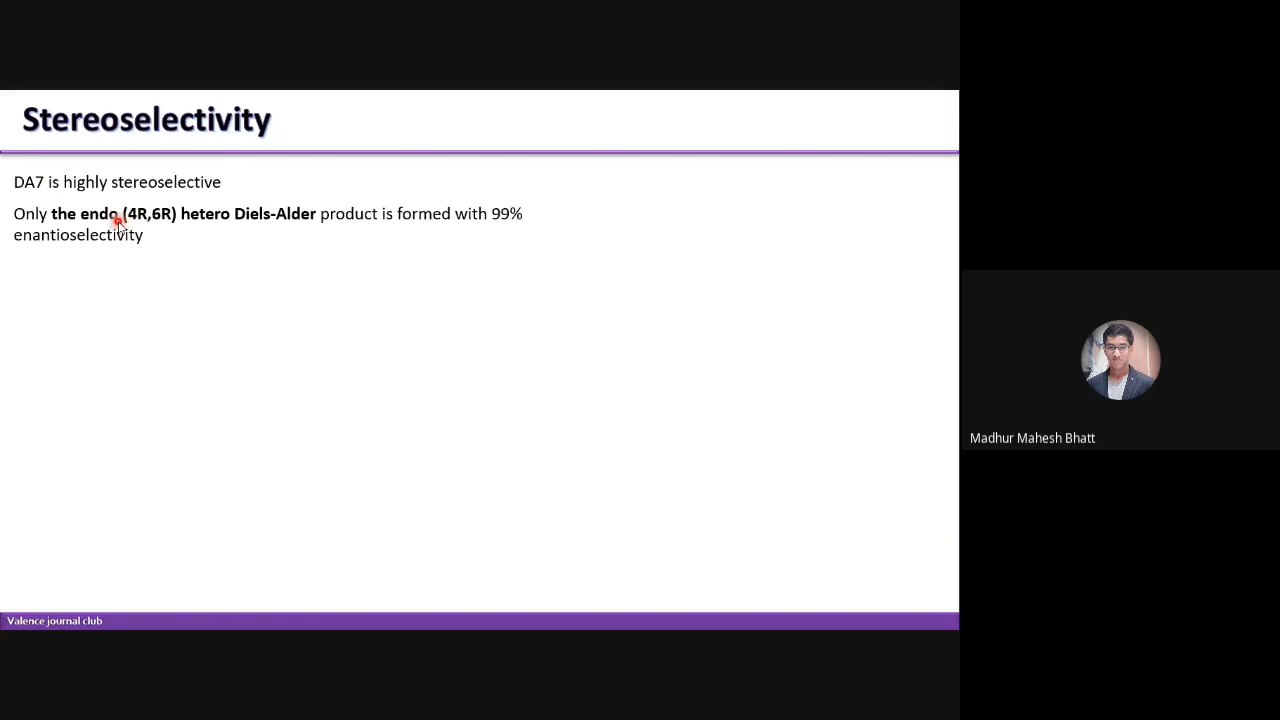 Stereoselectivity
DA7 is highly stereoselective
Only the endo (4R,6R) hetero Diels-Alder product is formed with 99%
enantioselectivity
Madhur Mahesh Bhatt
Valence journal club